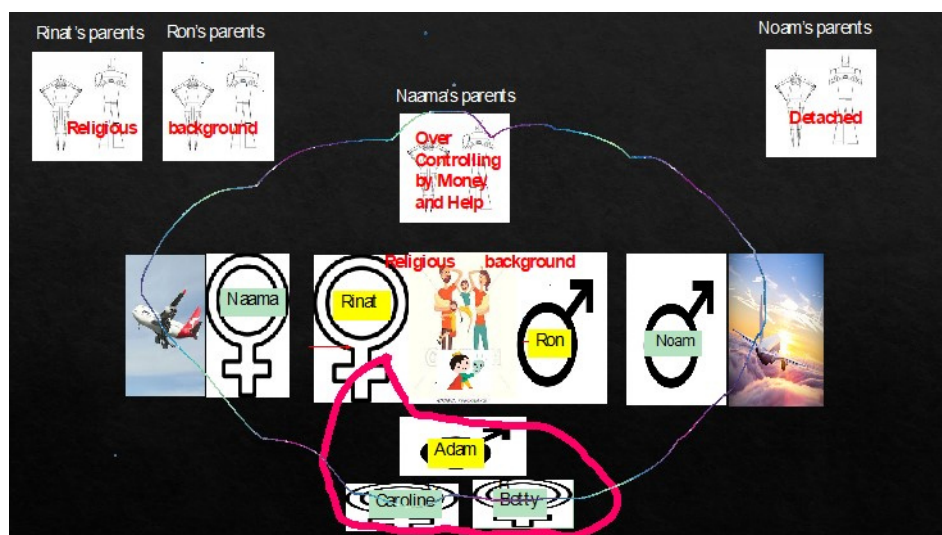 Rinat's parents
Ron's parents
Noam's parents
Religious background
Naama's parents
Detached
Over
Controlling
by Money
and Help
Religious background
Naama
Rinat
Ron
Noam
Adam
Caroline
Betty